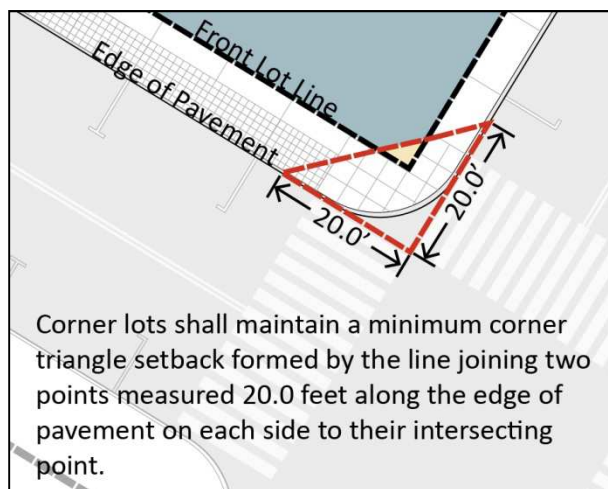 Front Lot Line
Edge of Pavement
20.0’
20.0’
Corner lots shall maintain a minimum corner
triangle setback formed by the line joining two
points measured 20.0 feet along the edge of
pavement on each side to their intersecting
point.